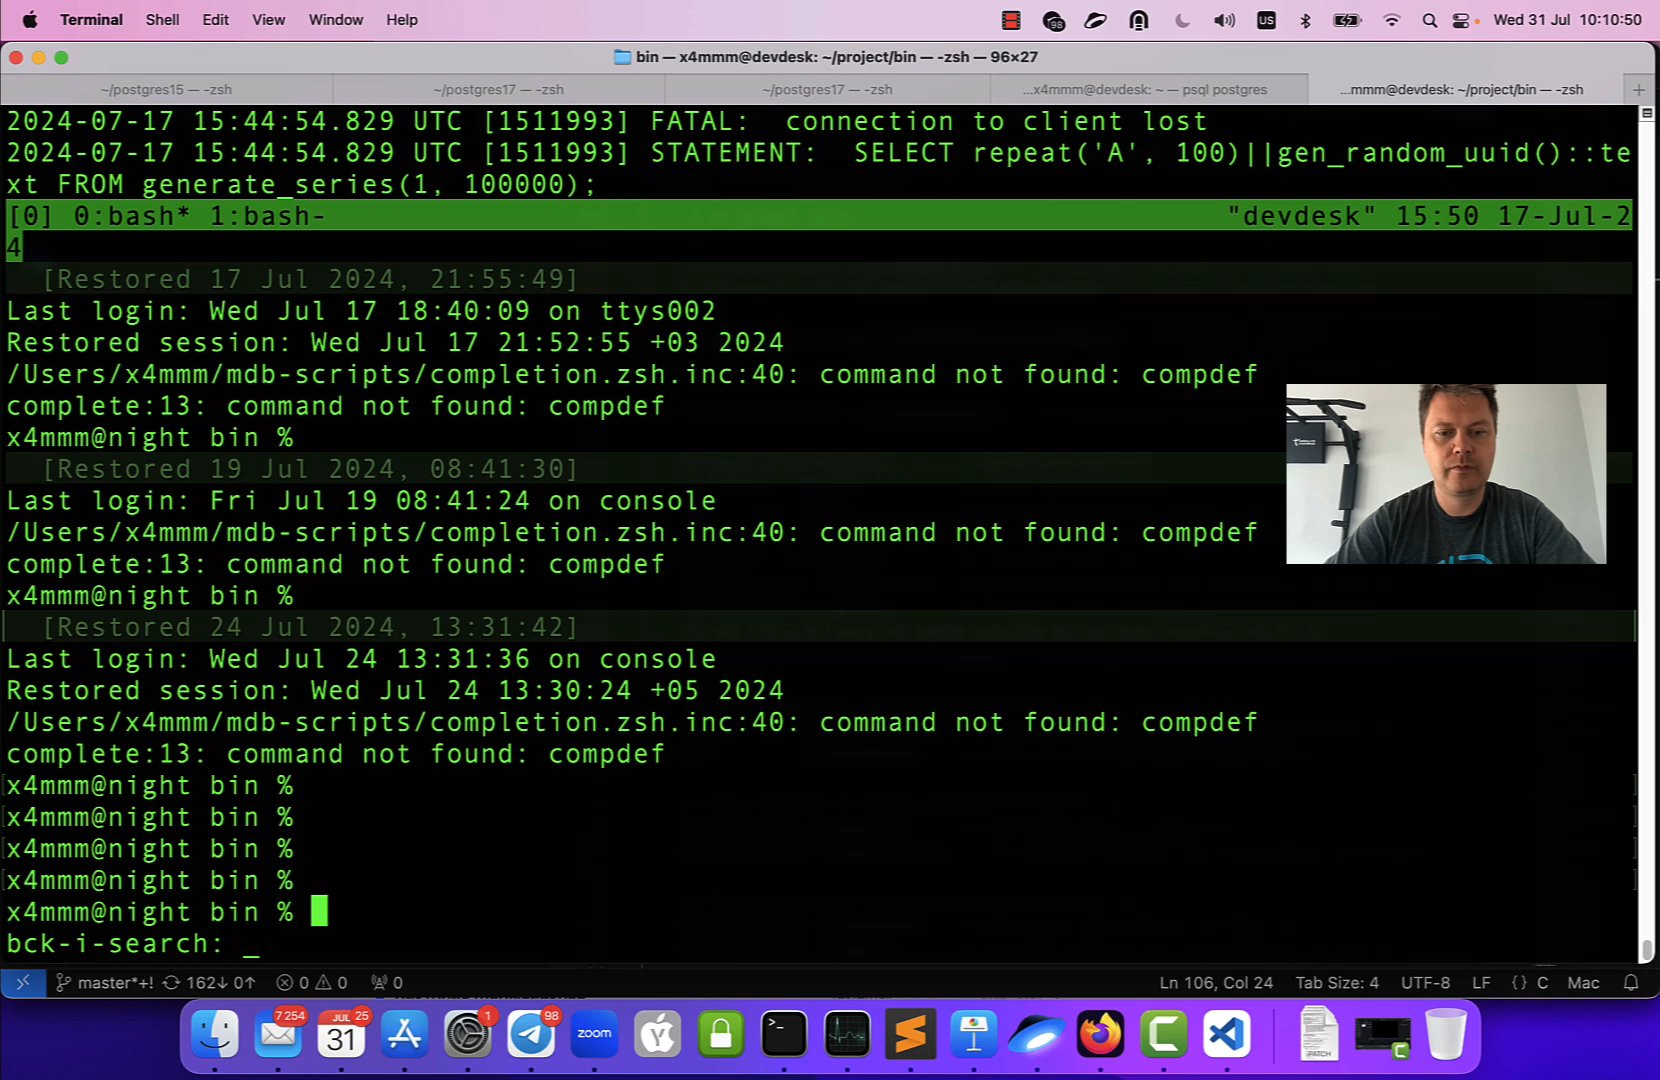 Terminal Shell Edit View Window Help 98 US Wed 31 Jul 10:10:50
bin — x4mmm@devdesk: ~/project/bin — -zsh — 96×27
~/postgres15 — -zsh ~/postgres17 — -zsh ~/postgres17 — -zsh ...x4mmm@devdesk: ~ — psql postgres ...mmm@devdesk: ~/project/bin — -zsh +
2024-07-17 15:44:54.829 UTC [1511993] FATAL:  connection to client lost
2024-07-17 15:44:54.829 UTC [1511993] STATEMENT:  SELECT repeat('A', 100)||gen_random_uuid()::te
xt FROM generate_series(1, 100000);
[0] 0:bash* 1:bash- "devdesk" 15:50 17-Jul-2
4
[Restored 17 Jul 2024, 21:55:49]
Last login: Wed Jul 17 18:40:09 on ttys002
Restored session: Wed Jul 17 21:52:55 +03 2024
/Users/x4mmm/mdb-scripts/completion.zsh.inc:40: command not found: compdef
complete:13: command not found: compdef
x4mmm@night bin %
[Restored 19 Jul 2024, 08:41:30]
Last login: Fri Jul 19 08:41:24 on console
/Users/x4mmm/mdb-scripts/completion.zsh.inc:40: command not found: compdef
complete:13: command not found: compdef
x4mmm@night bin %
[Restored 24 Jul 2024, 13:31:42]
Last login: Wed Jul 24 13:31:36 on console
Restored session: Wed Jul 24 13:30:24 +05 2024
/Users/x4mmm/mdb-scripts/completion.zsh.inc:40: command not found: compdef
complete:13: command not found: compdef
x4mmm@night bin %
x4mmm@night bin %
x4mmm@night bin %
x4mmm@night bin %
x4mmm@night bin %
bck-i-search: _
master*+! 162↓ 0↑ 0 0 0 Ln 106, Col 24 Tab Size: 4 UTF-8 LF {} C Mac
7 254 JUL 25 31 1 98 zoom PATCH